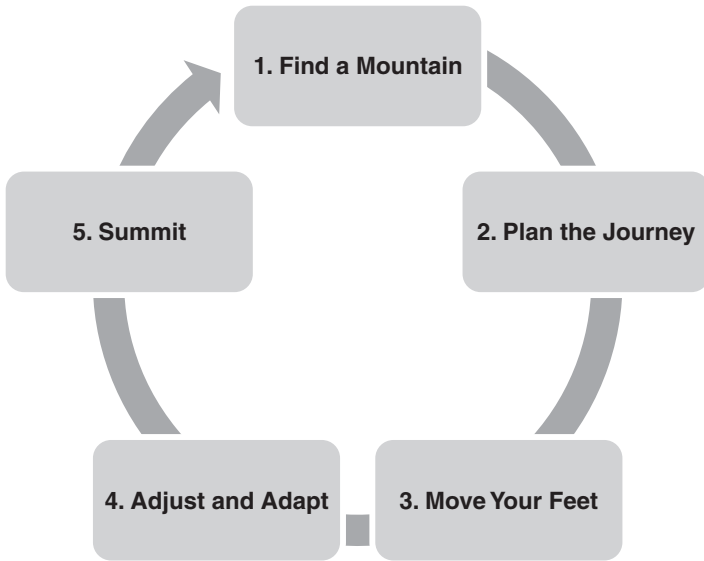 1. Find a Mountain
2. Plan the Journey
3. Move Your Feet
4. Adjust and Adapt
5. Summit